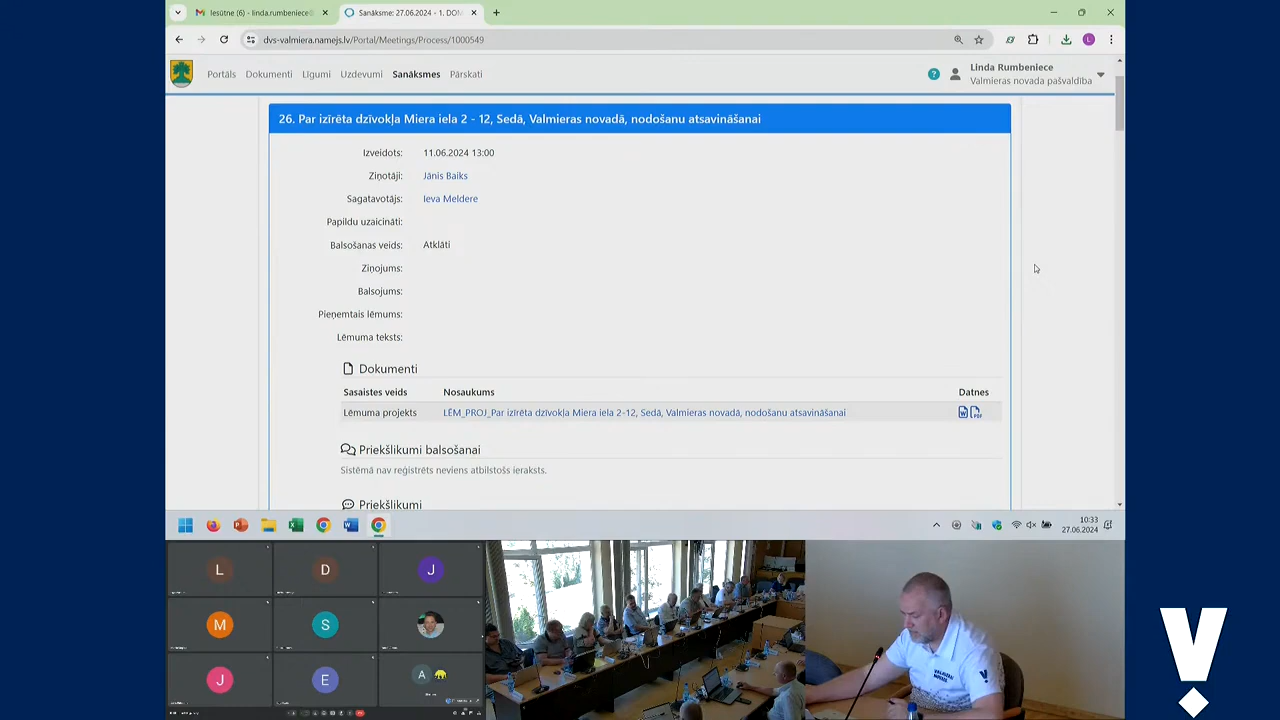 Iesūtne (6) - linda.rumbeniece
Sanāksme: 27.06.2024 - 1. DOM
dvs-valmiera.namejs.lv/Portal/Meetings/Process/1000549
Portāls Dokumenti Līgumi Uzdevumi Sanāksmes Pārskati
Linda Rumbeniece
Valmieras novada pašvaldība
26. Par izīrēta dzīvokļa Miera iela 2 - 12, Sedā, Valmieras novadā, nodošanu atsavināšanai
Izveidots: 11.06.2024 13:00
Ziņotāji: Jānis Baiks
Sagatavotājs: Ieva Meldere
Papildu uzaicināti:
Balsošanas veids: Atklāti
Ziņojums:
Balsojums:
Pieņemtais lēmums:
Lēmuma teksts:
Dokumenti
Sasaistes veids Nosaukums Datnes
Lēmuma projekts LĒM_PROJ_Par izīrēta dzīvokļa Miera iela 2-12, Sedā, Valmieras novadā, nodošanu atsavināšanai
Priekšlikumi balsošanai
Sistēmā nav reģistrēts neviens atbilstošs ieraksts.
Priekšlikumi
10:33
27.06.2024
L D J
M S
J E A